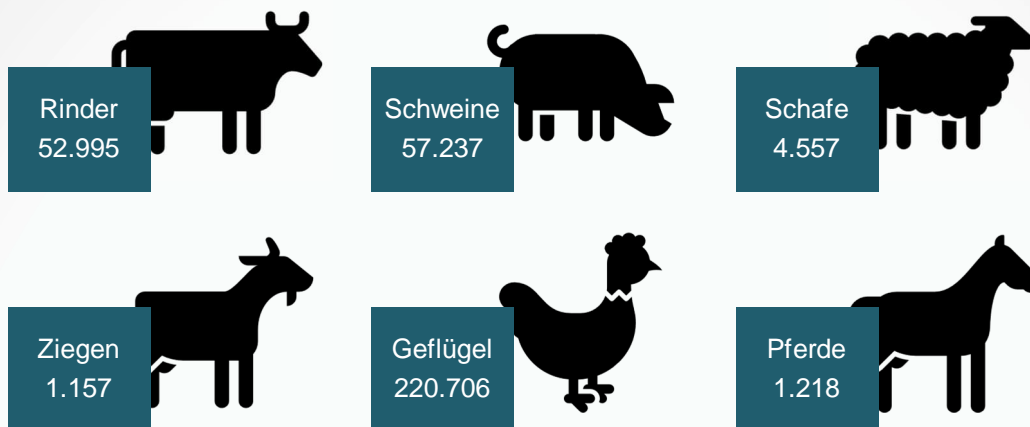 Rinder
52.995
Schweine
57.237
Schafe
4.557
Ziegen
1.157
Geflügel
220.706
Pferde
1.218